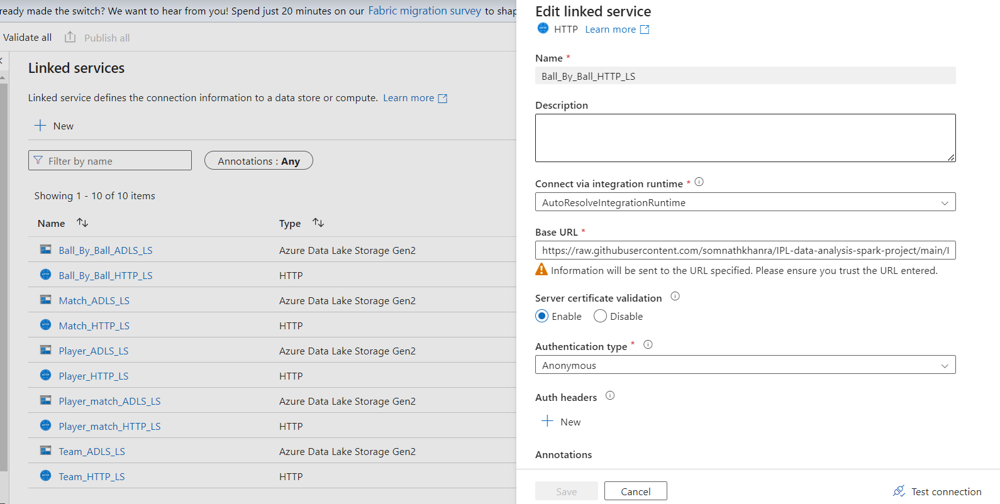 ready made the switch? We want to hear from you! Spend just 20 minutes on our Fabric migration survey to shap
Validate all Publish all
Linked services
Linked service defines the connection information to a data store or compute. Learn more
New
Filter by name Annotations : Any
Showing 1 - 10 of 10 items
Name Type
Ball_By_Ball_ADLS_LS Azure Data Lake Storage Gen2
Ball_By_Ball_HTTP_LS HTTP
Match_ADLS_LS Azure Data Lake Storage Gen2
Match_HTTP_LS HTTP
Player_ADLS_LS Azure Data Lake Storage Gen2
Player_HTTP_LS HTTP
Player_match_ADLS_LS Azure Data Lake Storage Gen2
Player_match_HTTP_LS HTTP
Team_ADLS_LS Azure Data Lake Storage Gen2
Team_HTTP_LS HTTP
Edit linked service
HTTP Learn more
Name *
Ball_By_Ball_HTTP_LS
Description
Connect via integration runtime *
AutoResolveIntegrationRuntime
Base URL *
https://raw.githubusercontent.com/somnathkhanra/IPL-data-analysis-spark-project/main/I
Information will be sent to the URL specified. Please ensure you trust the URL entered.
Server certificate validation
Enable Disable
Authentication type *
Anonymous
Auth headers
New
Annotations
Save Cancel Test connection